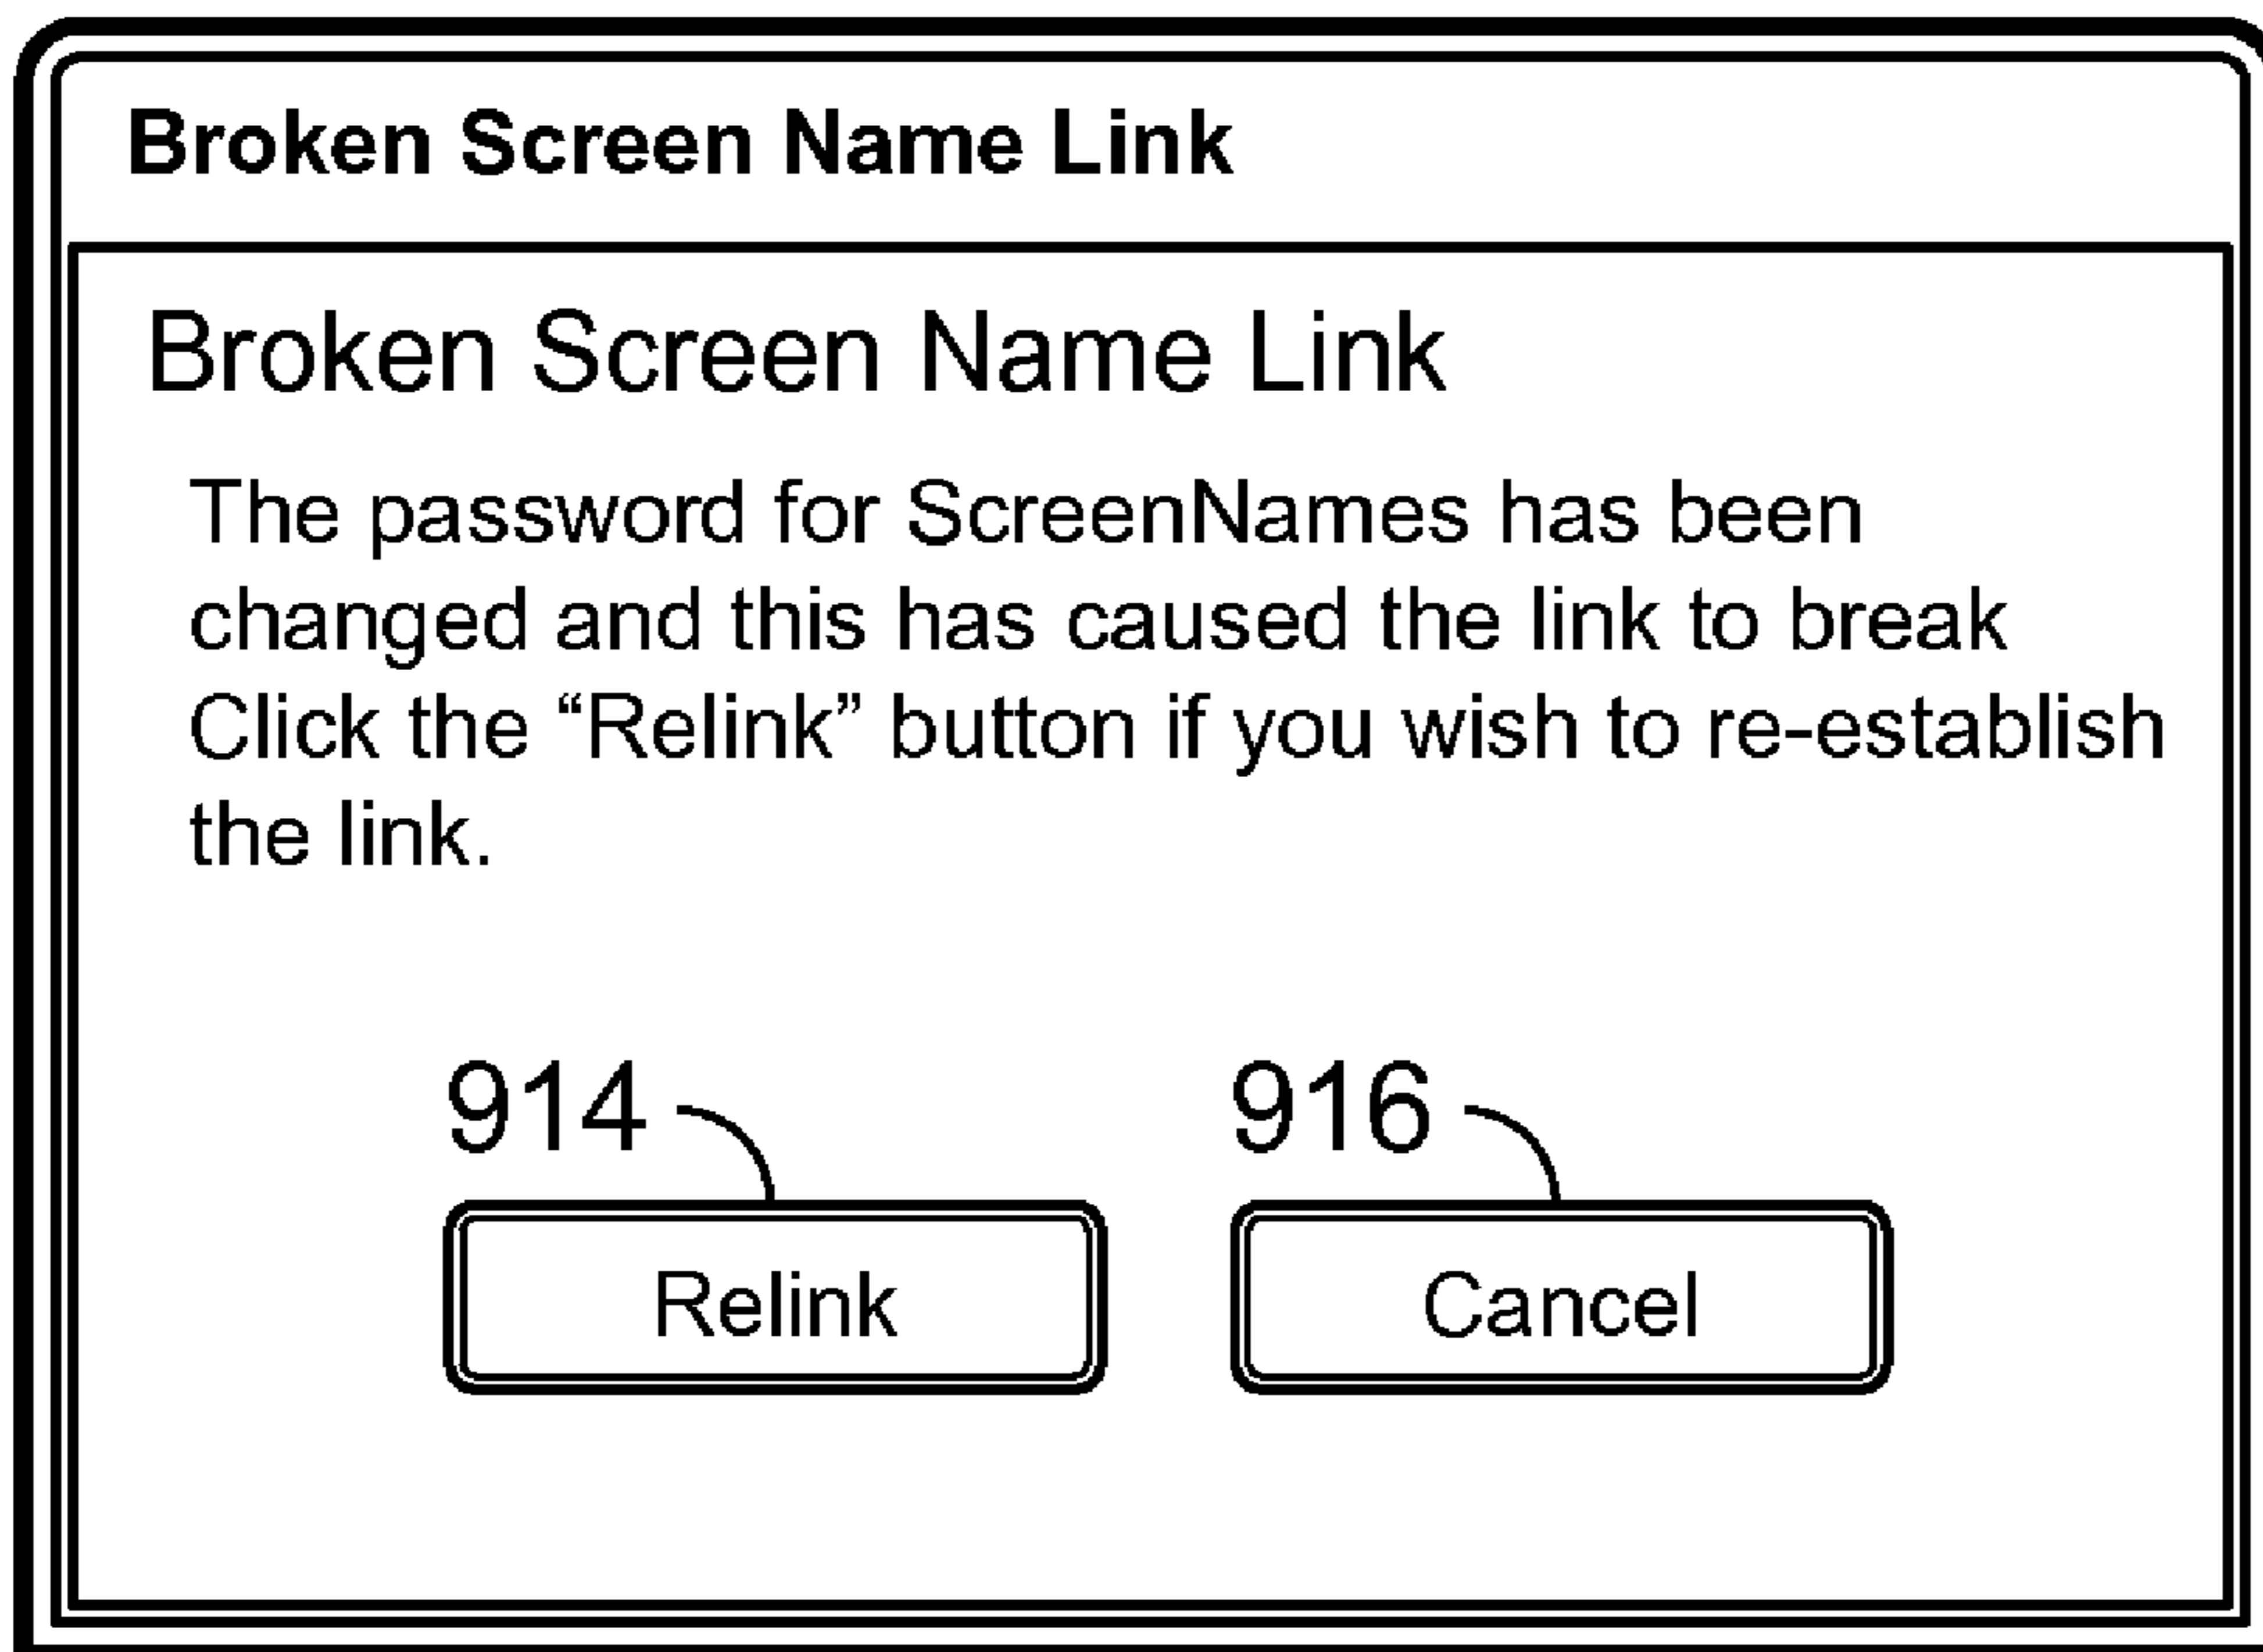 Broken Screen Name Link
Broken Screen Name Link
The password for ScreenNames has been
changed and this has caused the link to break
Click the “Relink” button if you wish to re-establish
the link.
914 916
Relink Cancel